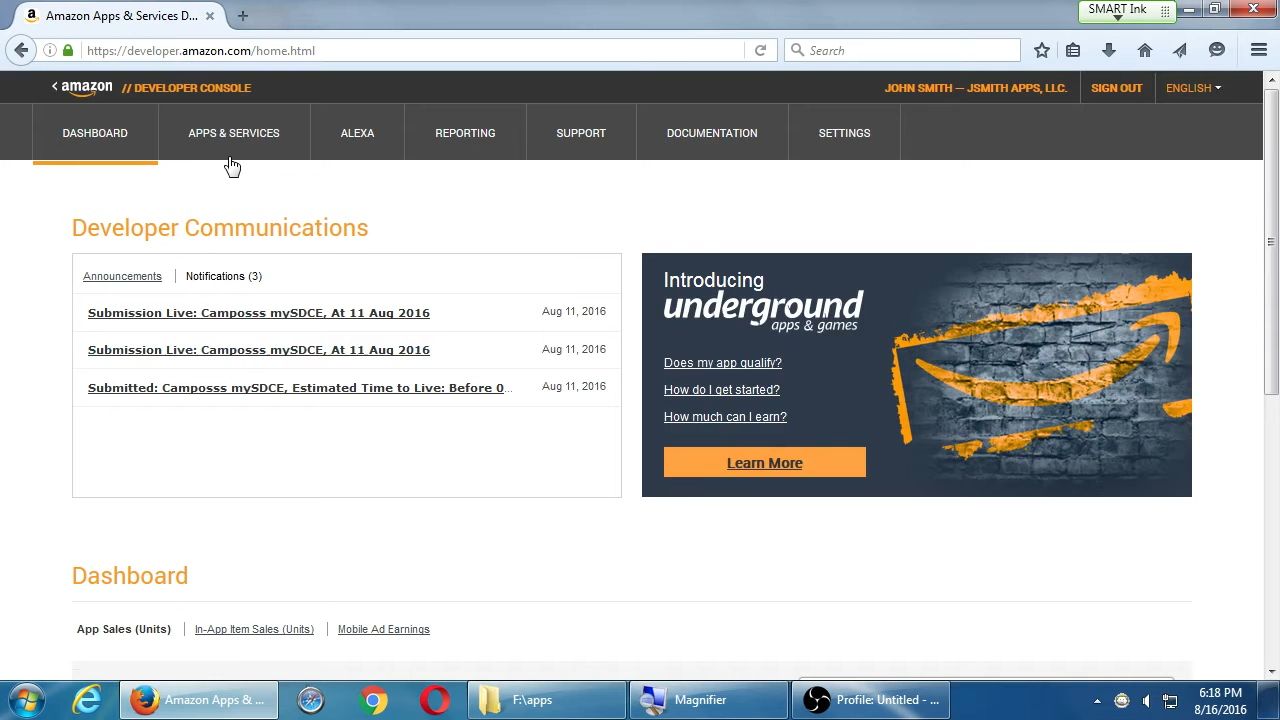 Amazon Apps & Services D...
SMART Ink
https://developer.amazon.com/home.html
Search
amazon // DEVELOPER CONSOLE
JOHN SMITH — JSMITH APPS, LLC.
SIGN OUT
ENGLISH
DASHBOARD
APPS & SERVICES
ALEXA
REPORTING
SUPPORT
DOCUMENTATION
SETTINGS
Developer Communications
Announcements
Notifications (3)
Submission Live: Camposss mySDCE, At 11 Aug 2016
Aug 11, 2016
Submission Live: Camposss mySDCE, At 11 Aug 2016
Aug 11, 2016
Submitted: Camposss mySDCE, Estimated Time to Live: Before 0...
Aug 11, 2016
Introducing
underground
apps & games
Does my app qualify?
How do I get started?
How much can I earn?
Learn More
Dashboard
App Sales (Units)
In-App Item Sales (Units)
Mobile Ad Earnings
Amazon Apps & ...
F:\apps
Magnifier
Profile: Untitled - ...
6:18 PM
8/16/2016